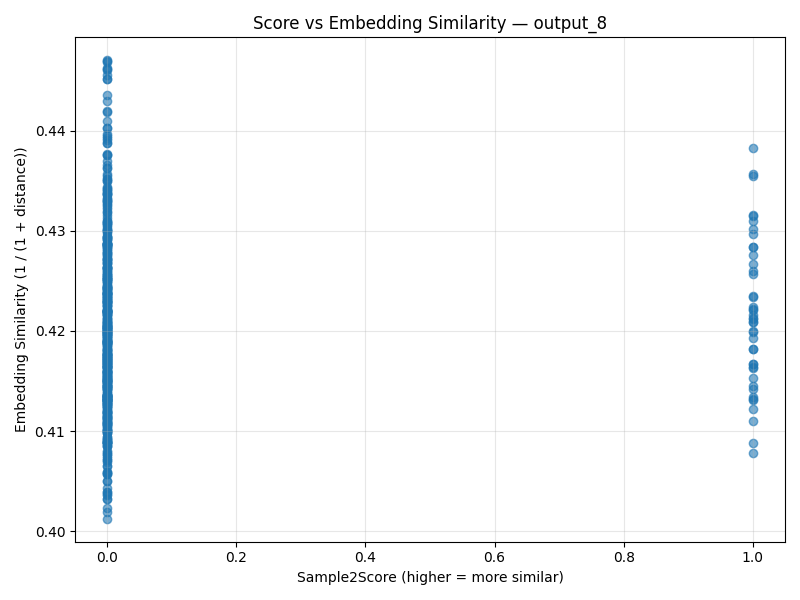 Score vs Embedding Similarity — output_8
Embedding Similarity (1 / (1 + distance))
0.44
0.43
0.42
0.41
0.40
0.0 0.2 0.4 0.6 0.8 1.0
Sample2Score (higher = more similar)